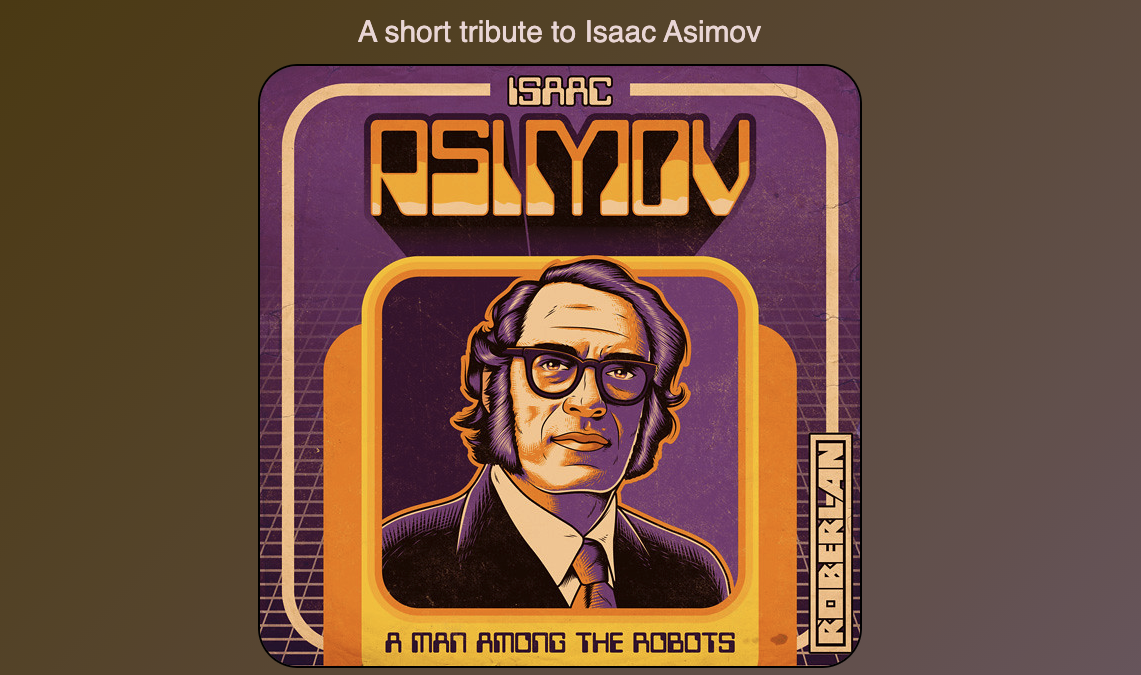 A short tribute to Isaac Asimov
ISAAC
ASIMOV
A MAN AMONG THE ROBOTS
ROBERLAN